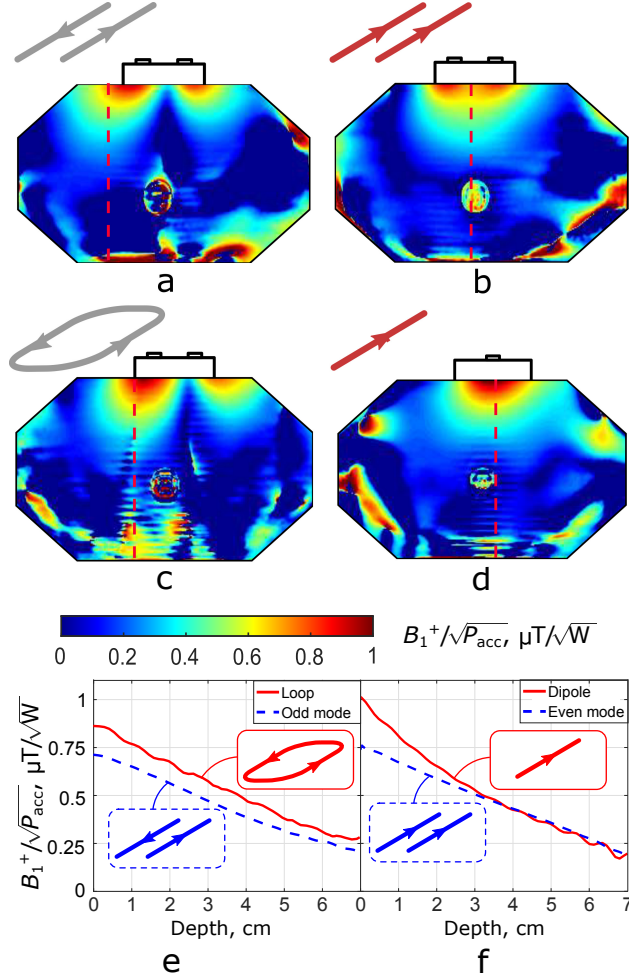 a
b
c
d
B₁⁺/√P_acc, μT/√W
0 0.2 0.4 0.6 0.8 1
B₁⁺/√P_acc, μT/√W
1
0.75
0.5
0.25
0
Loop
Odd mode
0 1 2 3 4 5 6
Depth, cm
e
Dipole
Even mode
0 1 2 3 4 5 6 7
Depth, cm
f